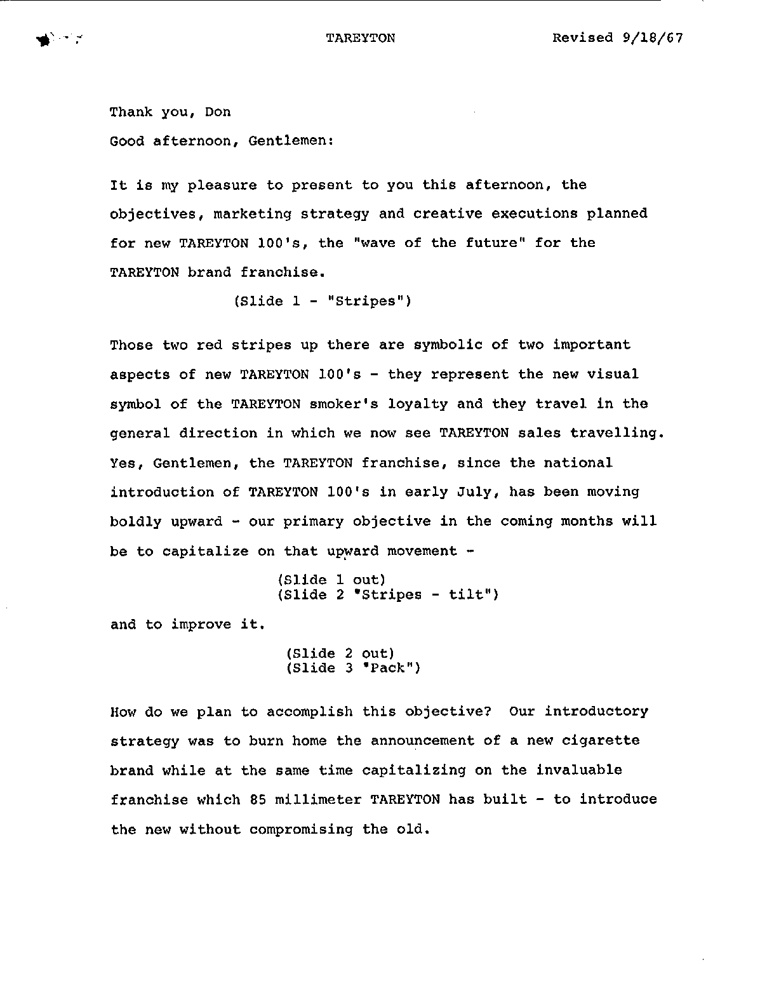 TAREYTON
Revised 9/18/67
Thank you, Don
Good afternoon, Gentlemen:
It is my pleasure to present to you this afternoon, the
objectives, marketing strategy and creative executions planned
for new TAREYTON 100's, the "wave of the future" for the
TAREYTON brand franchise.
(Slide 1 - "Stripes")
Those two red stripes up there are symbolic of two important
aspects of new TAREYTON 100's - they represent the new visual
symbol of the TAREYTON smoker's loyalty and they travel in the
general direction in which we now see TAREYTON sales travelling.
Yes, Gentlemen, the TAREYTON franchise, since the national
introduction of TAREYTON 100's in early July, has been moving
boldly upward - our primary objective in the coming months will
be to capitalize on that upward movement -
(Slide 1 out)
(Slide 2 "Stripes - tilt")
and to improve it.
(Slide 2 out)
(Slide 3 "Pack")
How do we plan to accomplish this objective?  Our introductory
strategy was to burn home the announcement of a new cigarette
brand while at the same time capitalizing on the invaluable
franchise which 85 millimeter TAREYTON has built - to introduce
the new without compromising the old.